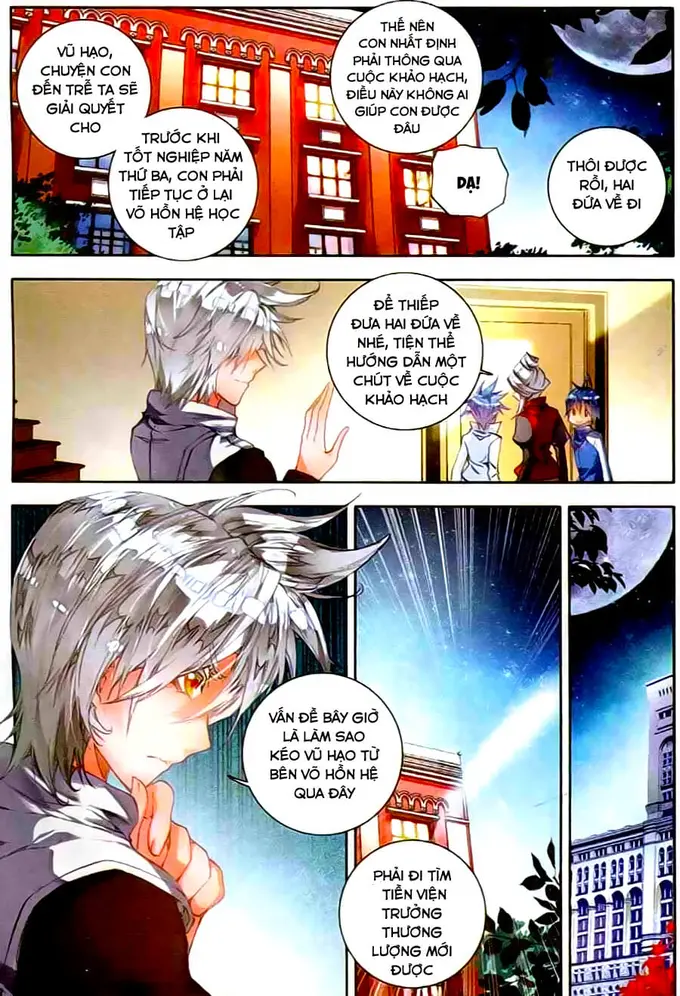 VŨ HẠO,
CHUYỆN CON
ĐẾN TRỄ TA SẼ
GIẢI QUYẾT
CHO
TRƯỚC KHI
TỐT NGHIỆP NĂM
THỨ BA, CON PHẢI
TIẾP TỤC Ở LẠI
VÕ HỒN HỆ HỌC
TẬP
THẾ NÊN
CON NHẤT ĐỊNH
PHẢI THÔNG QUA
CUỘC KHẢO HẠCH,
ĐIỀU NÀY KHÔNG AI
GIÚP CON ĐƯỢC
ĐÂU
DẠ!
THÔI ĐƯỢC
RỒI, HAI
ĐỨA VỀ ĐI
ĐỂ THIẾP
ĐƯA HAI ĐỨA VỀ
NHÉ, TIỆN THỂ
HƯỚNG DẪN MỘT
CHÚT VỀ CUỘC
KHẢO HẠCH
VẤN ĐỀ BÂY GIỜ
LÀ LÀM SAO
KÉO VŨ HẠO TỪ
BÊN VÕ HỒN HỆ
QUA ĐÂY
PHẢI ĐI TÌM
TIỀN VIỆN
TRƯỞNG
THƯƠNG
LƯỢNG MỚI
ĐƯỢC